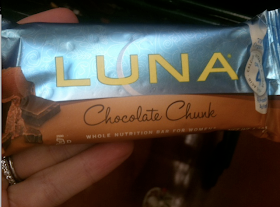 LUNA
Chocolate Chunk
WHOLE NUTRITION BAR FOR WOMEN